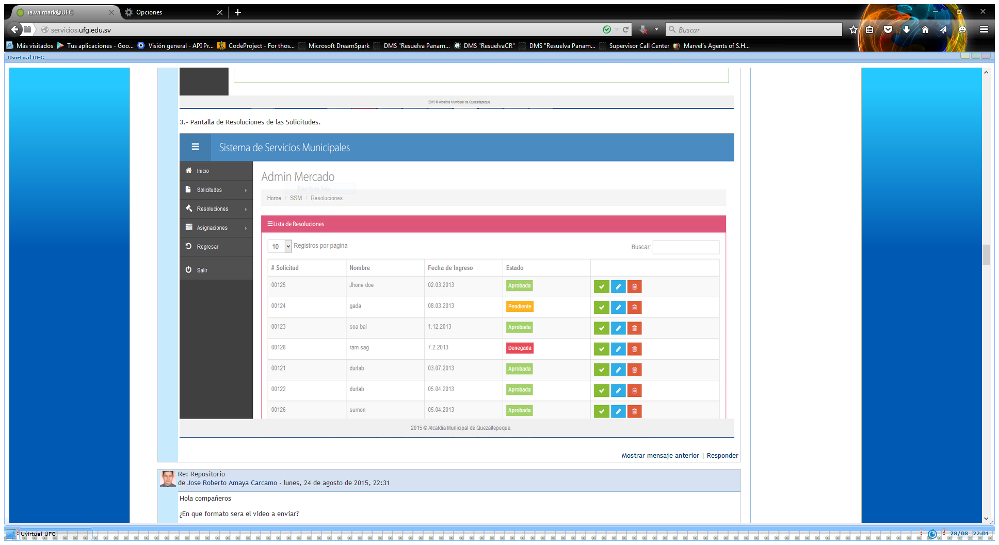 ia.wilmark@UFG
Opciones
servicios.ufg.edu.sv
Buscar
Más visitados
Tus aplicaciones - Goo...
Visión general - API Pr...
CodeProject - For thos...
Microsoft DreamSpark
DMS "Resuelva Panam...
DMS "ResuelvaCR"
DMS "Resuelva Panam...
Supervisor Call Center
Marvel's Agents of S.H...
Uvirtual UFG
2015 © Alcaldia Municipal de Quezaltepeque.
3.- Pantalla de Resoluciones de las Solicitudes.
Sistema de Servicios Municipales
Inicio
Solicitudes
Resoluciones
Asignaciones
Regresar
Salir
Admin Mercado
Free-form Snip
Home / SSM / Resoluciones
Lista de Resoluciones
10 Registros por pagina
Buscar:
# Solicitud Nombre Fecha de Ingreso Estado
00125 Jhone doe 02.03.2013 Aprobada
00124 gada 08.03.2013 Pendiente
00123 soa bal 1.12.2013 Aprobada
00128 ram sag 7.2.2013 Denegada
00121 durlab 03.07.2013 Aprobada
00122 durlab 05.04.2013 Aprobada
00126 sumon 05.04.2013 Aprobada
2015 © Alcaldia Municipal de Quezaltepeque.
Mostrar mensaje anterior | Responder
Re: Repositorio
de Jose Roberto Amaya Carcamo - lunes, 24 de agosto de 2015, 22:31
Hola compañeros
¿En que formato sera el video a enviar?
Uvirtual UFG
28/08 22:01